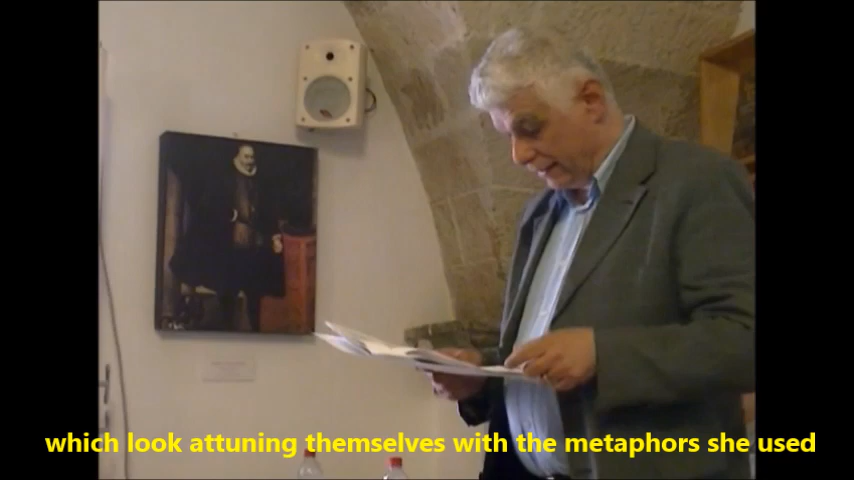 which look attuning themselves with the metaphors she used